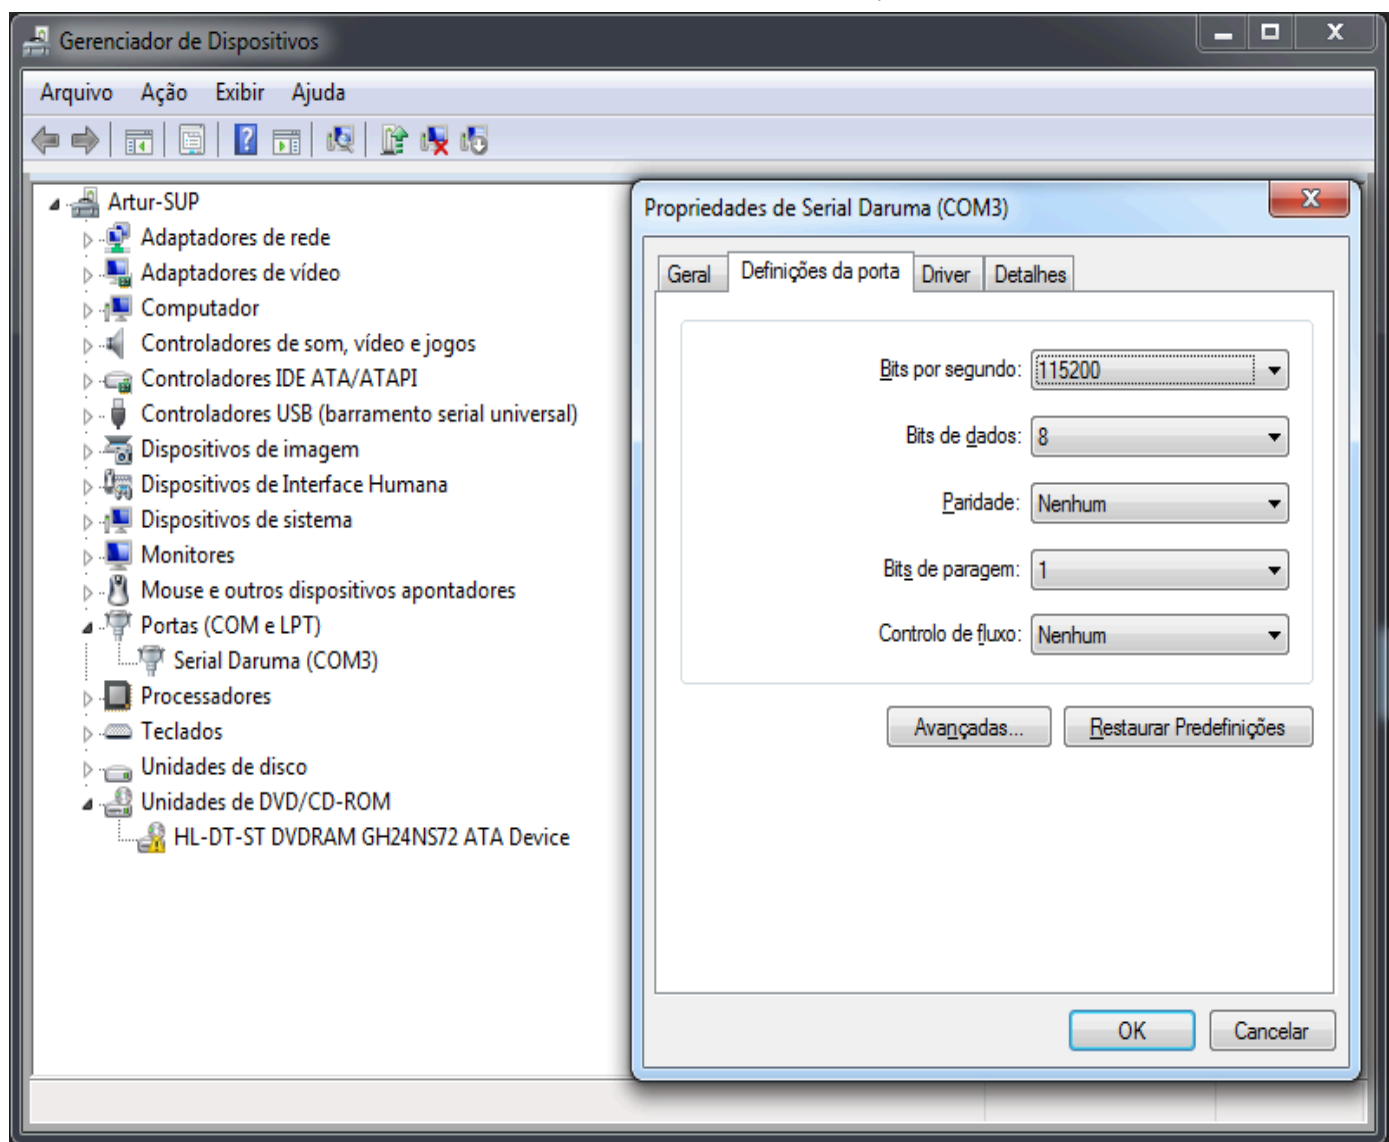 Gerenciador de Dispositivos
Arquivo Ação Exibir Ajuda
Artur-SUP
Adaptadores de rede
Adaptadores de vídeo
Computador
Controladores de som, vídeo e jogos
Controladores IDE ATA/ATAPI
Controladores USB (barramento serial universal)
Dispositivos de imagem
Dispositivos de Interface Humana
Dispositivos de sistema
Monitores
Mouse e outros dispositivos apontadores
Portas (COM e LPT)
Serial Daruma (COM3)
Processadores
Teclados
Unidades de disco
Unidades de DVD/CD-ROM
HL-DT-ST DVDRAM GH24NS72 ATA Device
Propriedades de Serial Daruma (COM3)
Geral Definições da porta Driver Detalhes
Bits por segundo: 115200
Bits de dados: 8
Paridade: Nenhum
Bits de paragem: 1
Controlo de fluxo: Nenhum
Avançadas... Restaurar Predefinições
OK Cancelar